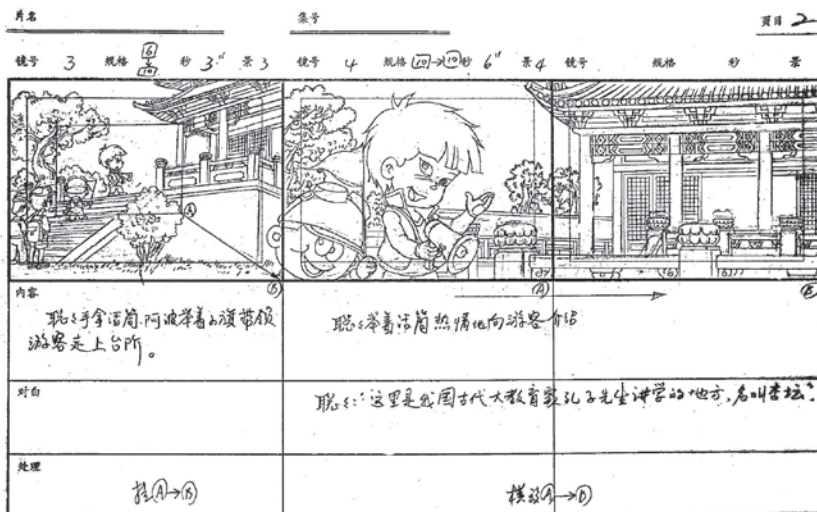 片名 集号 頁目 2
镜号 3 规格 6 10 秒 3" 景 3 镜号 4 规格 10→10 秒 6" 景 4 镜号 规格 秒 景
A
B
A
B
内容
聪聪手拿话筒.阿波举着小旗带领
游客走上台阶。
聪聪举着话筒热情地向游客介绍
对白
聪聪:"这里是我国古代大教育家孔子先生讲学的地方,名叫杏坛."
处理
A→B
A→B